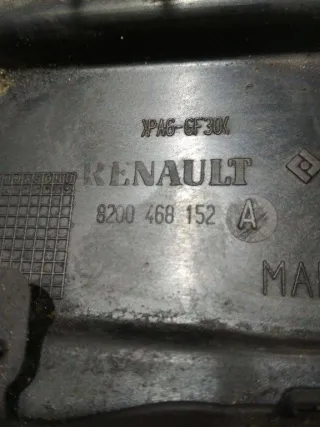 >PA6-GF30<
RENAULT
8200 468 152 A
MA